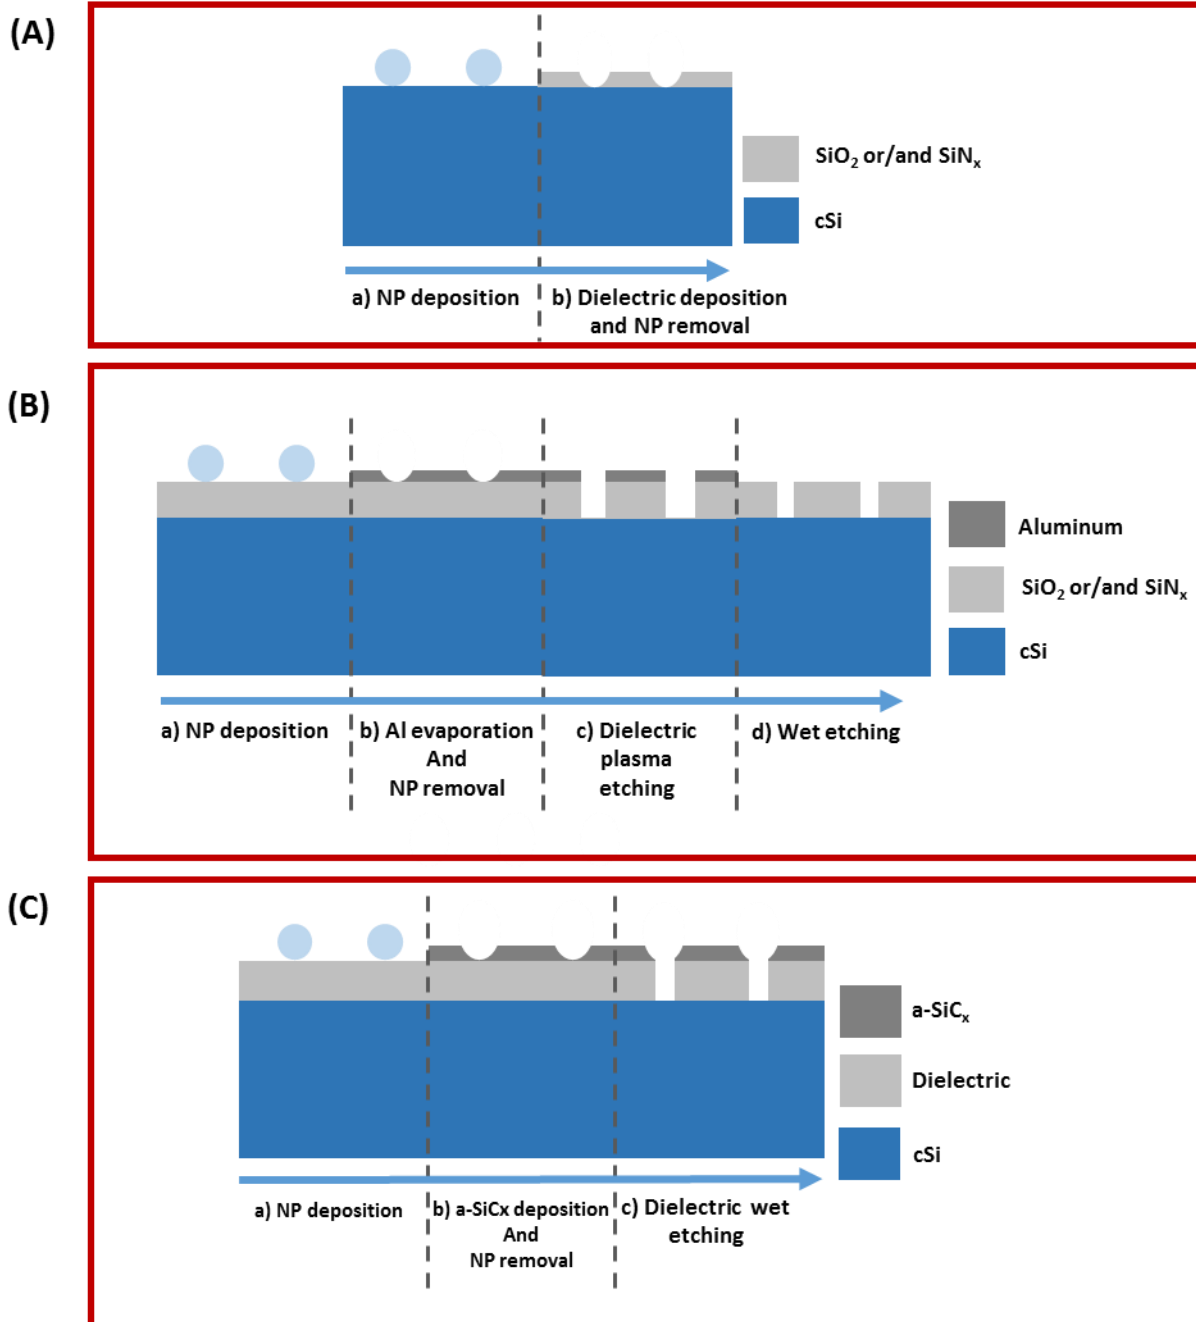 (A)
SiO₂ or/and SiNₓ
cSi
a) NP deposition
b) Dielectric deposition
and NP removal
(B)
Aluminum
SiO₂ or/and SiNₓ
cSi
a) NP deposition
b) Al evaporation
And
NP removal
c) Dielectric
plasma
etching
d) Wet etching
(C)
a-SiCₓ
Dielectric
cSi
a) NP deposition
b) a-SiCx deposition
And
NP removal
c) Dielectric wet
etching